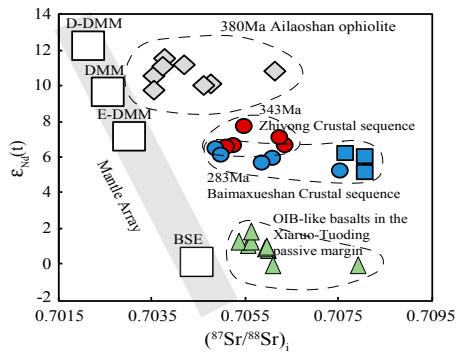 14
12
10
8
6
4
2
0
-2
εNd(t)
D-DMM
DMM
E-DMM
BSE
Mantle Array
380Ma Ailaoshan ophiolite
343Ma
Zhiyong Crustal sequence
283Ma
Baimaxueshan Crustal sequence
OIB-like basalts in the
Xiaruo-Tuoding
passive margin
0.7015 0.7035 0.7055 0.7075 0.7095
(⁸⁷Sr/⁸⁸Sr)i